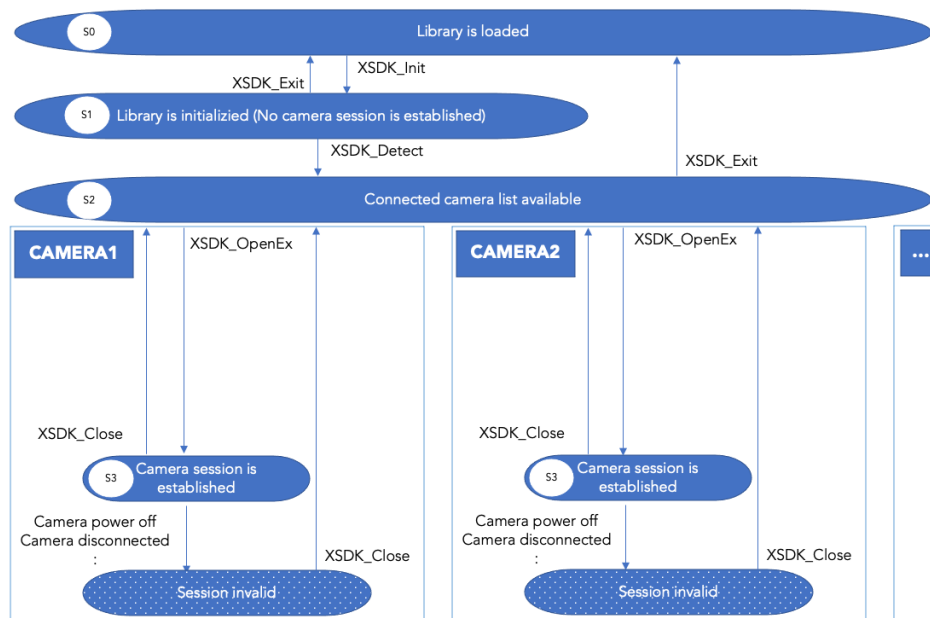 S0
Library is loaded
XSDK_Exit
XSDK_Init
S1
Library is initializied (No camera session is established)
XSDK_Detect
XSDK_Exit
S2
Connected camera list available
CAMERA1
XSDK_OpenEx
XSDK_Close
S3
Camera session is
established
Camera power off
Camera disconnected
:
XSDK_Close
Session invalid
CAMERA2
XSDK_OpenEx
XSDK_Close
S3
Camera session is
established
Camera power off
Camera disconnected
:
XSDK_Close
Session invalid
...